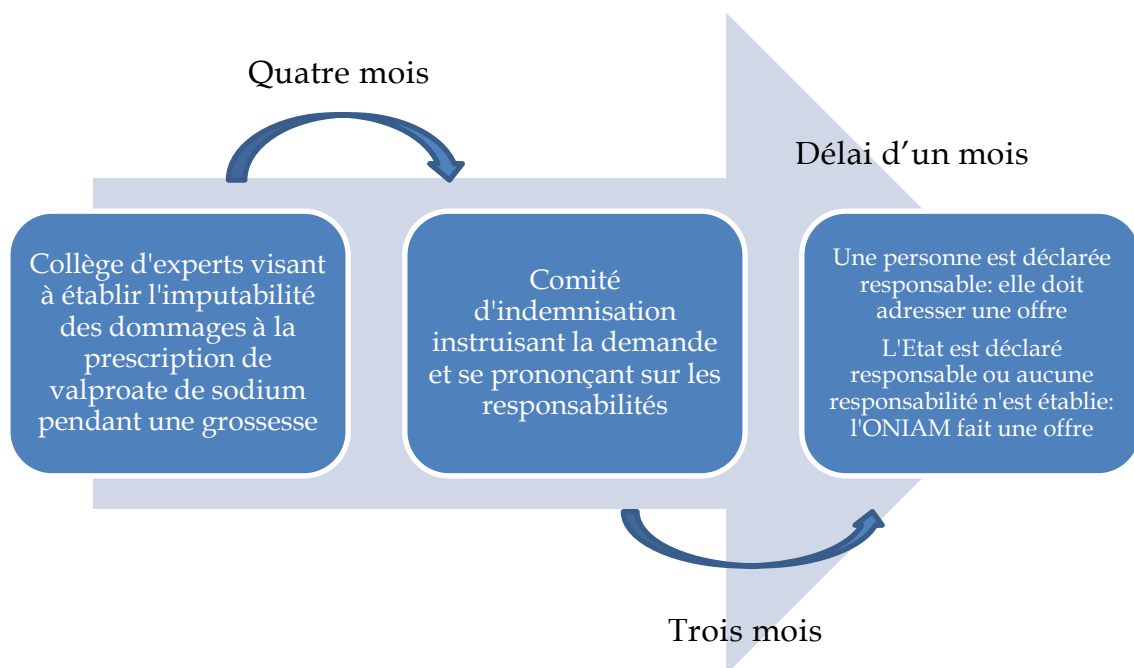 Quatre mois
Délai d’un mois
Collège d'experts visant
à établir l'imputabilité
des dommages à la
prescription de
valproate de sodium
pendant une grossesse
Comité
d'indemnisation
instruisant la demande
et se prononçant sur les
responsabilités
Une personne est déclarée
responsable: elle doit
adresser une offre
L'Etat est déclaré
responsable ou aucune
responsabilité n'est établie:
l'ONIAM fait une offre
Trois mois